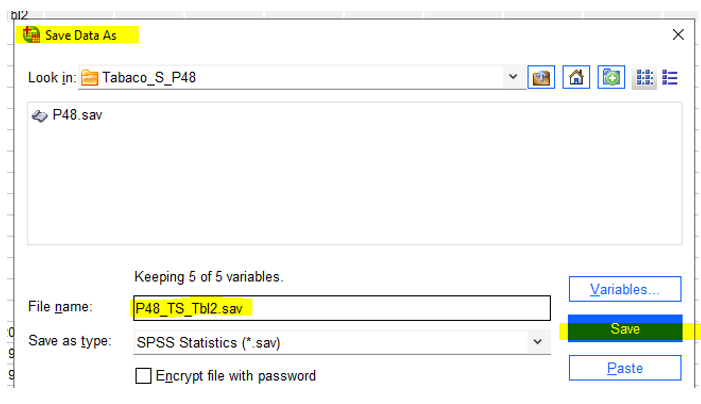 bl2
Save Data As
Look in: Tabaco_S_P48
P48.sav
Keeping 5 of 5 variables.
Variables...
File name: P48_TS_Tbl2.sav
Save
Save as type: SPSS Statistics (*.sav)
Encrypt file with password
Paste